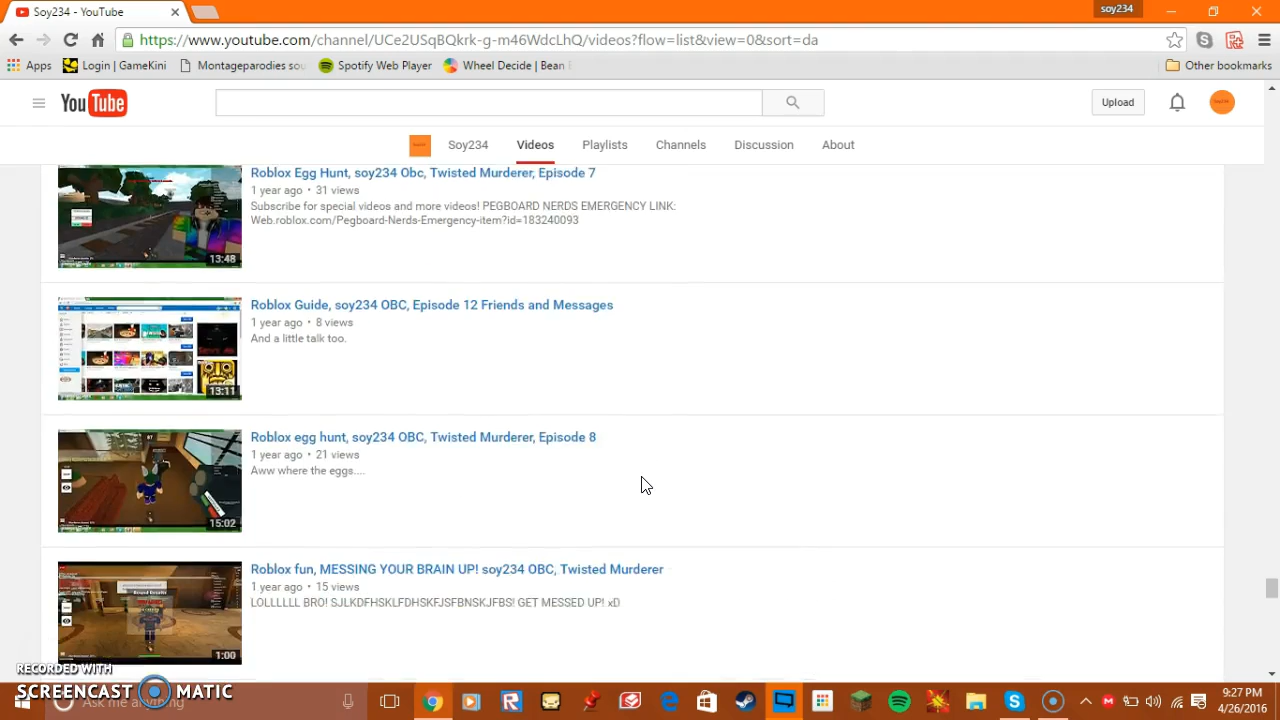 Soy234 - YouTube
soy234
https://www.youtube.com/channel/UCe2USqBQkrk-g-m46WdcLhQ/videos?flow=list&view=0&sort=da
Apps
Login | GameKini
Montageparodies sou
Spotify Web Player
Wheel Decide | Bean
Other bookmarks
YouTube
Upload
Soy234
Videos
Playlists
Channels
Discussion
About
Roblox Egg Hunt, soy234 Obc, Twisted Murderer, Episode 7
1 year ago • 31 views
Subscribe for special videos and more videos! PEGBOARD NERDS EMERGENCY LINK:
Web.roblox.com/Pegboard-Nerds-Emergency-item?id=183240093
13:48
Roblox Guide, soy234 OBC, Episode 12 Friends and Messages
1 year ago • 8 views
And a little talk too.
13:11
Roblox egg hunt, soy234 OBC, Twisted Murderer, Episode 8
1 year ago • 21 views
Aww where the eggs....
15:02
Roblox fun, MESSING YOUR BRAIN UP! soy234 OBC, Twisted Murderer
1 year ago • 15 views
LOLLLLLL BRO! SJLKDFHSKLFDHSKFJSFBNSKJFBS! GET MESSED UP! xD
1:00
RECORDED WITH
SCREENCAST MATIC
Ask me anything
9:27 PM
4/26/2016